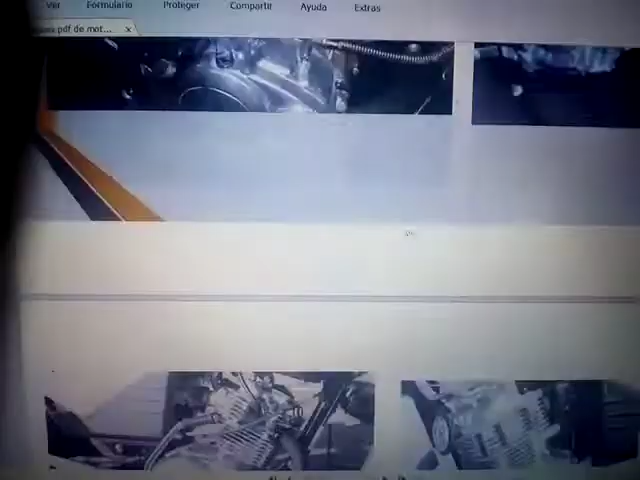 Ver Formulario Proteger Compartir Ayuda Extras
pdf de mot... x